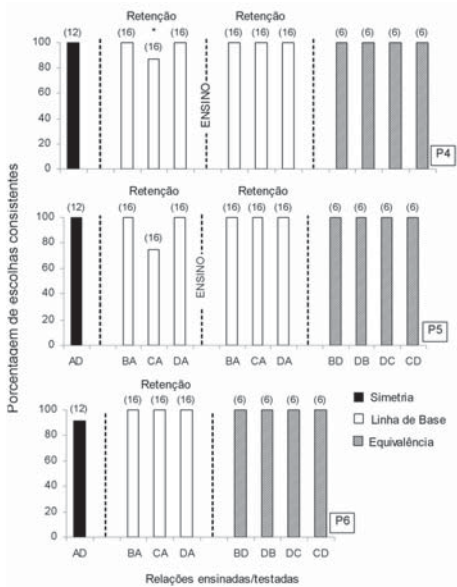 Retenção Retenção
(12) (16) * (16) (16) (16) (16) (16) (6) (6) (6) (6)
(16)
100
80
60
40
20
0
ENSINO
P4
Retenção Retenção
(12) (16) (16) (16) (16) (16) (6) (6) (6) (6)
(16)
100
80
60
40
20
0
ENSINO
P5
AD BA CA DA BA CA DA BD DB DC CD
Retenção
(12) (16) (16) (16) (6) (6) (6) (6)
100
80
60
40
20
0
P6
AD BA CA DA BD DB DC CD
Simetria
Linha de Base
Equivalência
Porcentagem de escolhas consistentes
Relações ensinadas/testadas